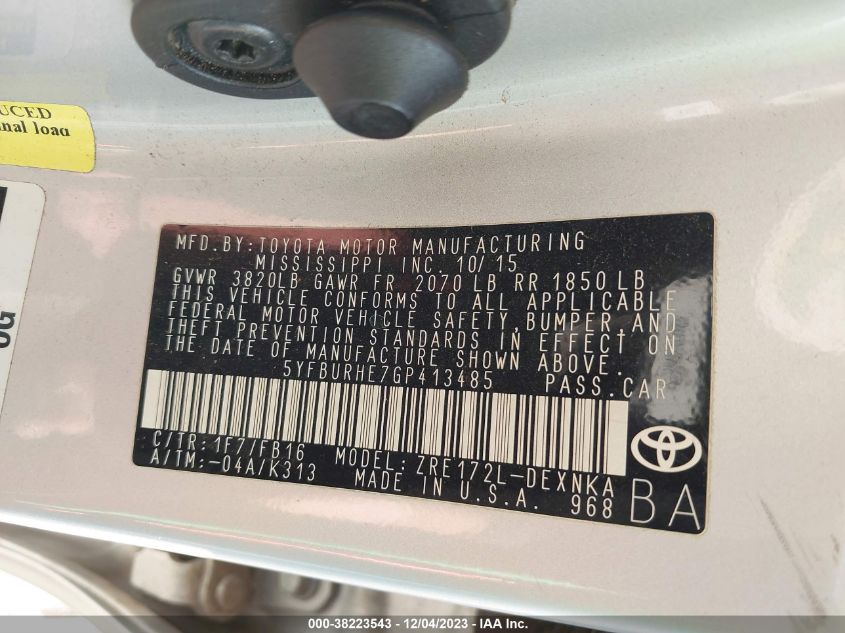 UCED
nal load
MFD. BY: TOYOTA MOTOR MANUFACTURING
MISSISSIPPI INC. 10/15
GVWR 3820LB GAWR FR 2070 LB RR 1850 LB
THIS VEHICLE CONFORMS TO ALL APPLICABLE
FEDERAL MOTOR VEHICLE SAFETY, BUMPER, AND
THEFT PREVENTION STANDARDS IN EFFECT ON
THE DATE OF MANUFACTURE SHOWN ABOVE.
5YFBURHE7GP413485 PASS. CAR
C/TR: 1F7/FB16 MODEL: ZRE172L-DEXNKA
A/TM: -04A/K313 MADE IN U.S.A. 968
BA
000-38223543 - 12/04/2023 - IAA Inc.